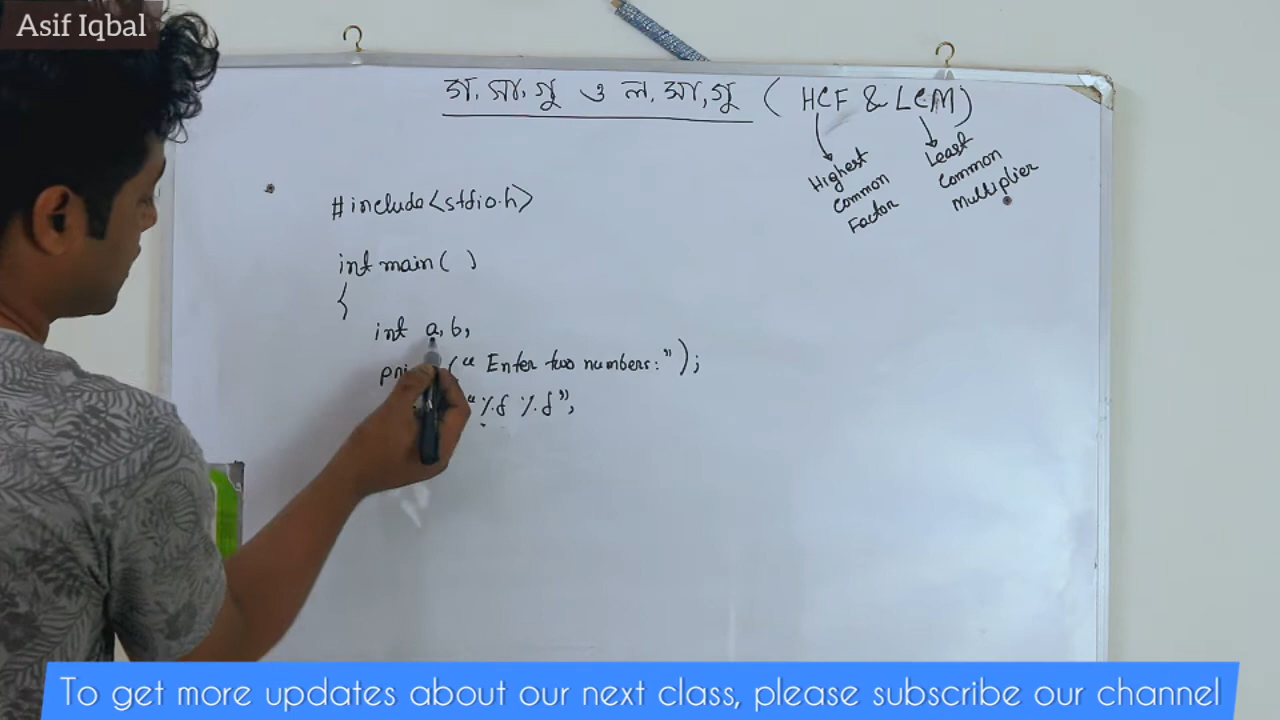 Asif Iqbal
গ. সা. গু ও ল. সা. গু ( HCF & LCM )
Highest
Common
Factor
Least
Common
Multiplier
#include<stdio.h>
int main( )
{
int a, b,
("Enter two numbers:");
"%d %d",
To get more updates about our next class, please subscribe our channel